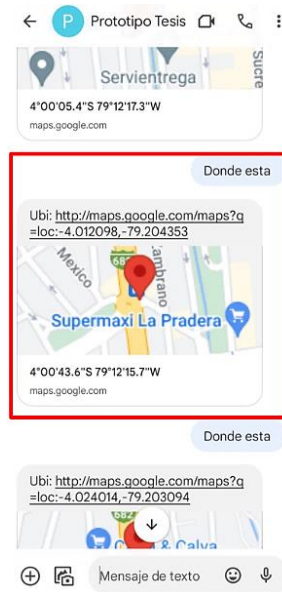 Prototipo Tesis
Servientrega
Sucre
4°00'05.4"S 79°12'17.3"W
maps.google.com
Donde esta
Ubi: http://maps.google.com/maps?q
=loc:-4.012098,-79.204353
Mexico
682
Zambrano
Supermaxi La Pradera
4°00'43.6"S 79°12'15.7"W
maps.google.com
Donde esta
Ubi: http://maps.google.com/maps?q
=loc:-4.024014,-79.203094
682
& Calva
Mensaje de texto